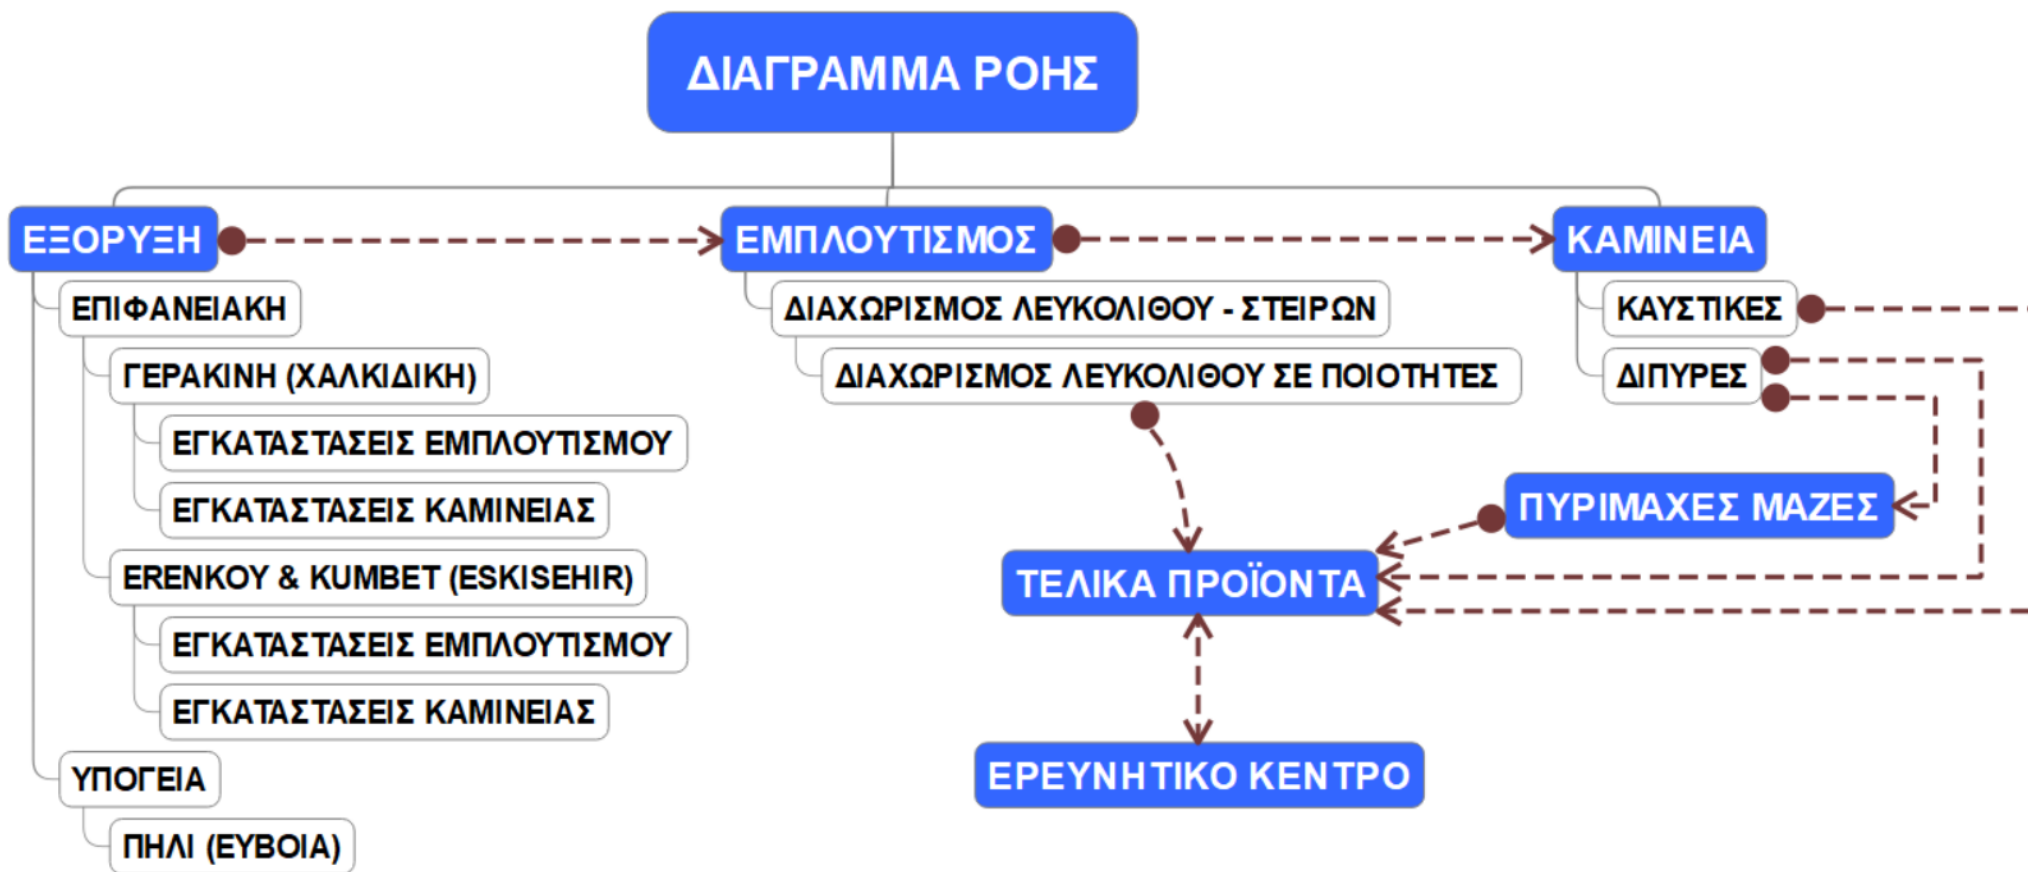 ΔΙΑΓΡΑΜΜΑ ΡΟΗΣ
ΕΞΟΡΥΞΗ
ΕΠΙΦΑΝΕΙΑΚΗ
ΓΕΡΑΚΙΝΗ (ΧΑΛΚΙΔΙΚΗ)
ΕΓΚΑΤΑΣΤΑΣΕΙΣ ΕΜΠΛΟΥΤΙΣΜΟΥ
ΕΓΚΑΤΑΣΤΑΣΕΙΣ ΚΑΜΙΝΕΙΑΣ
ERENKOY & KUMBET (ESKISEHIR)
ΕΓΚΑΤΑΣΤΑΣΕΙΣ ΕΜΠΛΟΥΤΙΣΜΟΥ
ΕΓΚΑΤΑΣΤΑΣΕΙΣ ΚΑΜΙΝΕΙΑΣ
ΥΠΟΓΕΙΑ
ΠΗΛΙ (ΕΥΒΟΙΑ)
ΕΜΠΛΟΥΤΙΣΜΟΣ
ΔΙΑΧΩΡΙΣΜΟΣ ΛΕΥΚΟΛΙΘΟΥ - ΣΤΕΙΡΩΝ
ΔΙΑΧΩΡΙΣΜΟΣ ΛΕΥΚΟΛΙΘΟΥ ΣΕ ΠΟΙΟΤΗΤΕΣ
ΚΑΜΙΝΕΙΑ
ΚΑΥΣΤΙΚΕΣ
ΔΙΠΥΡΕΣ
ΠΥΡΙΜΑΧΕΣ ΜΑΖΕΣ
ΤΕΛΙΚΑ ΠΡΟΪΟΝΤΑ
ΕΡΕΥΝΗΤΙΚΟ ΚΕΝΤΡΟ